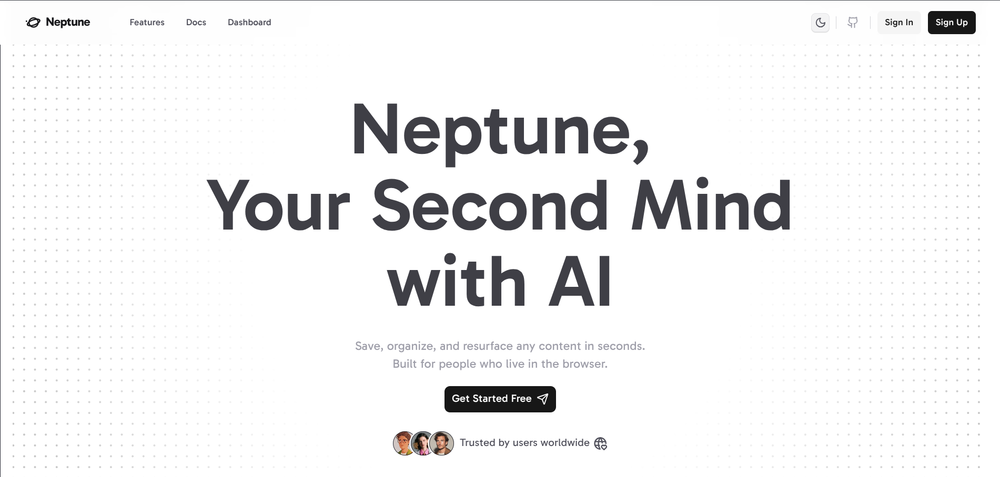 Neptune
Features
Docs
Dashboard
Sign In
Sign Up
Neptune,
Your Second Mind
with AI
Save, organize, and resurface any content in seconds.
Built for people who live in the browser.
Get Started Free
Trusted by users worldwide